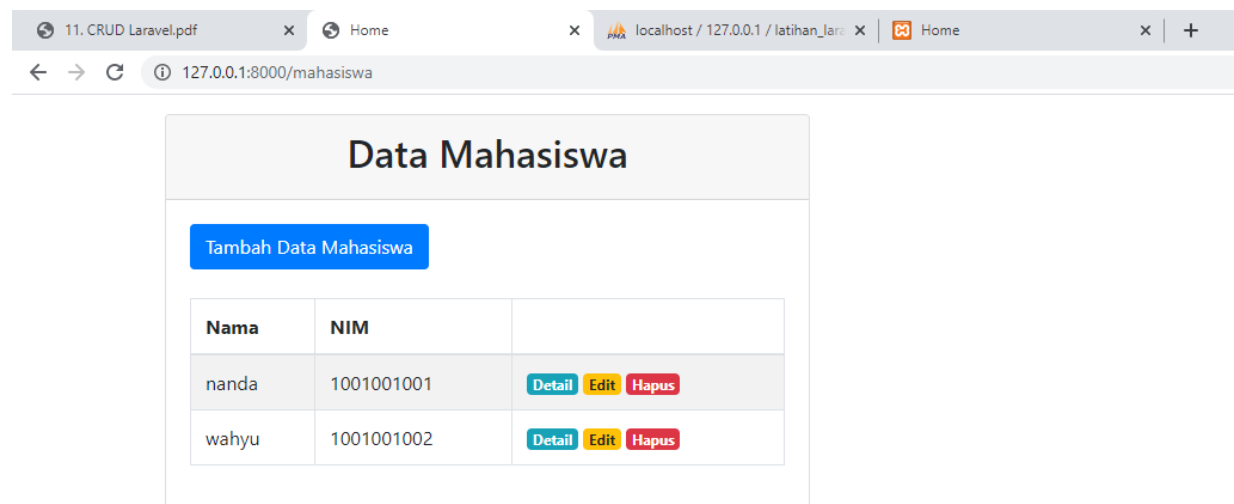 11. CRUD Laravel.pdf
Home
localhost / 127.0.0.1 / latihan_lara
Home
127.0.0.1:8000/mahasiswa
Data Mahasiswa
Tambah Data Mahasiswa
Nama NIM
nanda 1001001001 Detail Edit Hapus
wahyu 1001001002 Detail Edit Hapus